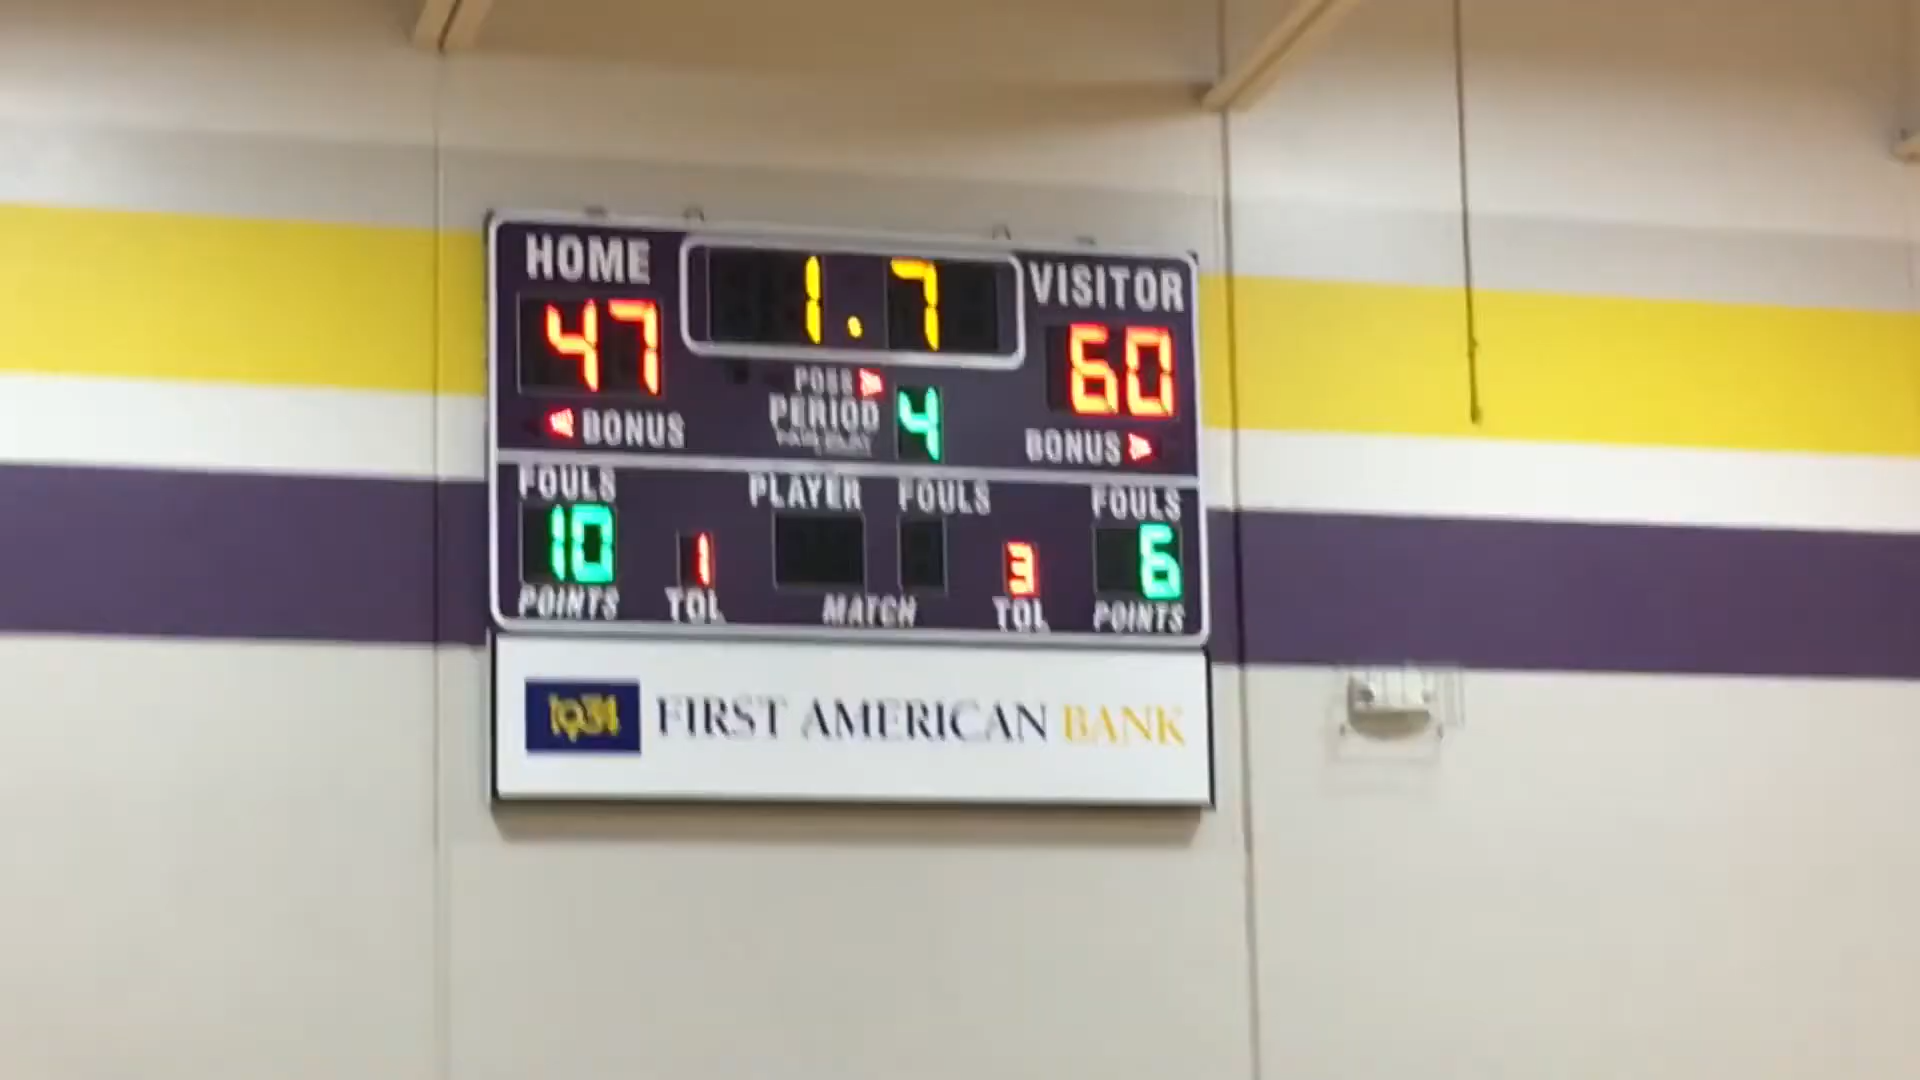 HOME 1.7 VISITOR
47 60
POSS
PERIOD 4
BONUS BONUS
FOULS PLAYER FOULS FOULS
10 1 3 6
POINTS TOL MATCH TOL POINTS
FIRST AMERICAN BANK